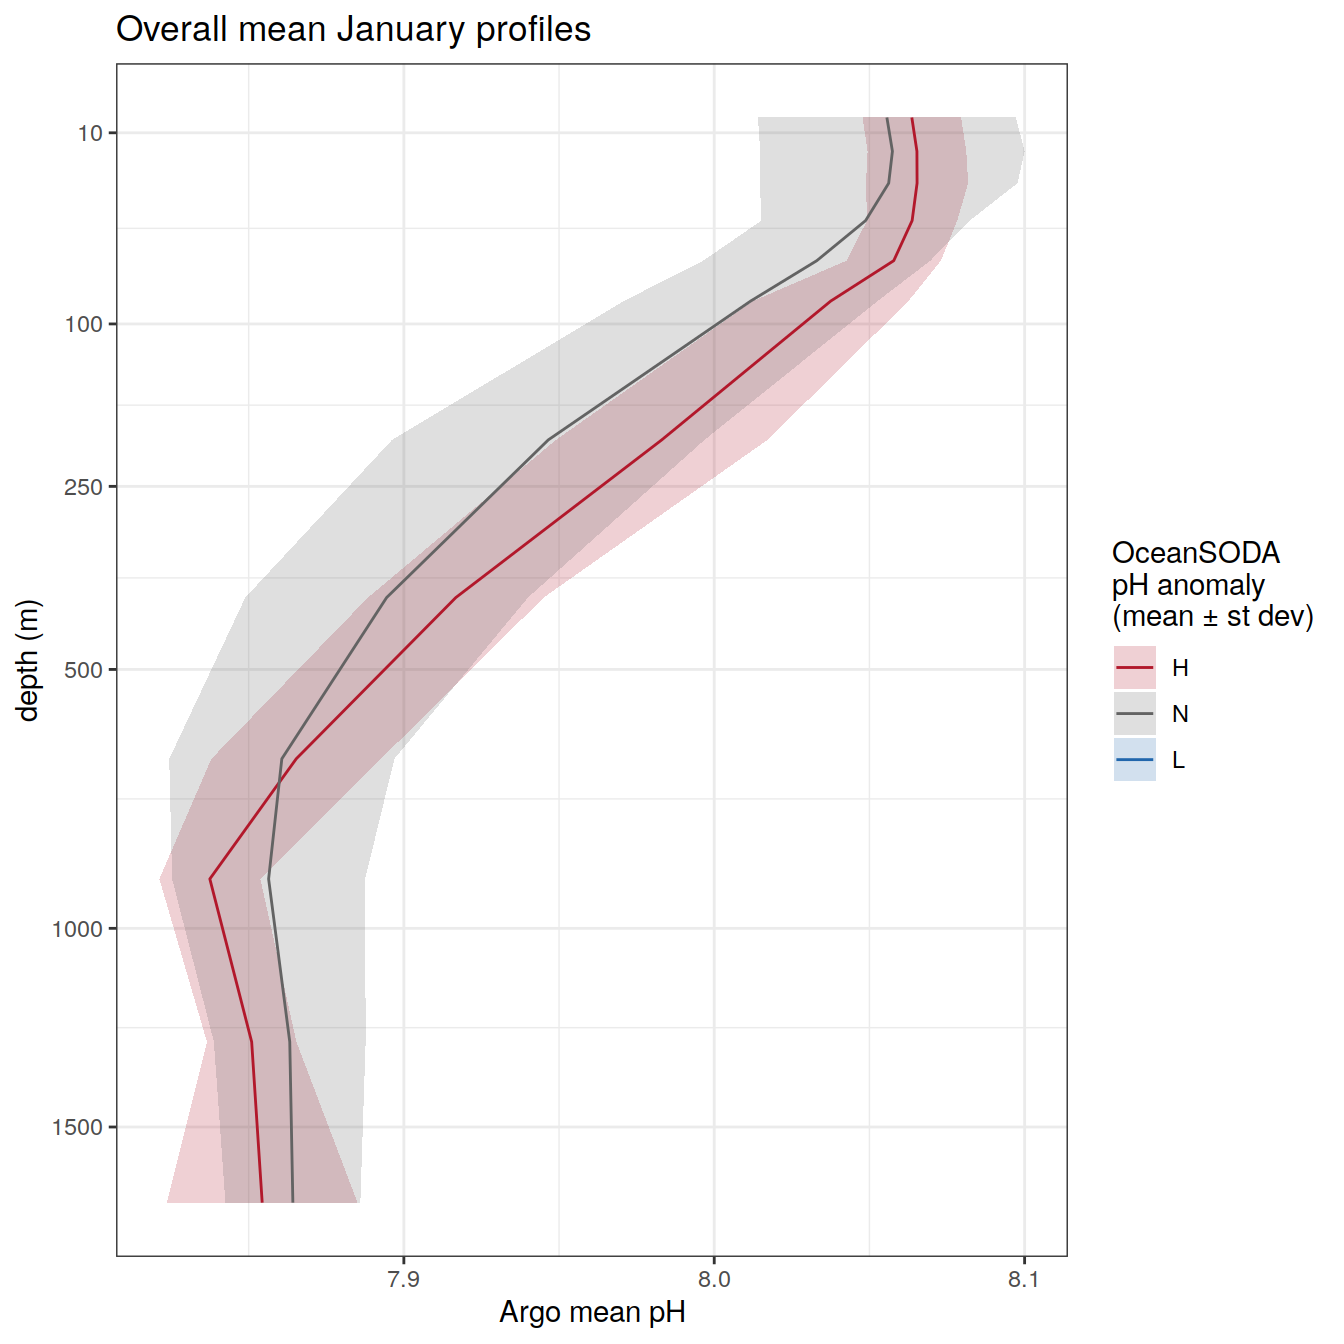 Overall mean January profiles
10
100
250
500
1000
1500
depth (m)
7.9
8.0
8.1
Argo mean pH
OceanSODA
pH anomaly
(mean ± st dev)
H
N
L